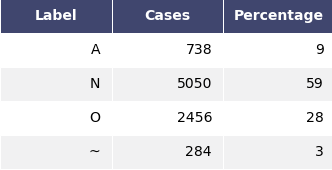 Label Cases Percentage
A 738 9
N 5050 59
O 2456 28
~ 284 3